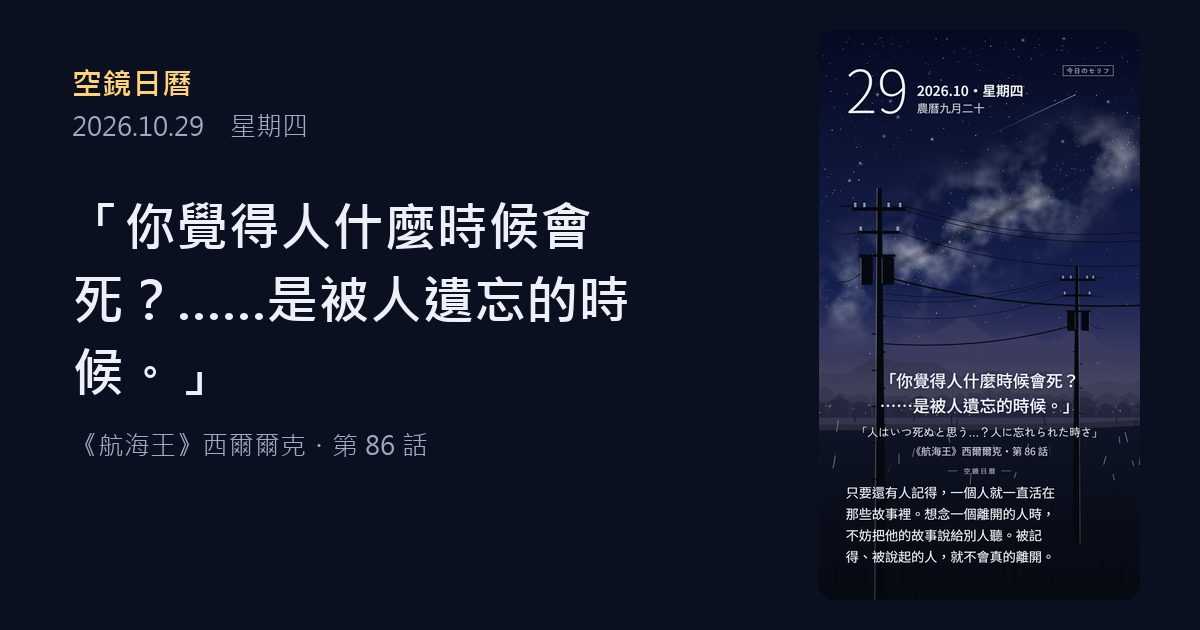 空鏡日曆
2026.10.29 星期四
「你覺得人什麼時候會
死？……是被人遺忘的時
候。」
《航海王》西爾爾克・第 86 話
今日のセリフ
29
2026.10・星期四
農曆九月二十
「你覺得人什麼時候會死？
……是被人遺忘的時候。」
「人はいつ死ぬと思う…？人に忘れられた時さ」
《航海王》西爾爾克・第 86 話
— 空鏡日曆 —
只要還有人記得，一個人就一直活在
那些故事裡。想念一個離開的人時，
不妨把他的故事說給別人聽。被記
得、被說起的人，就不會真的離開。